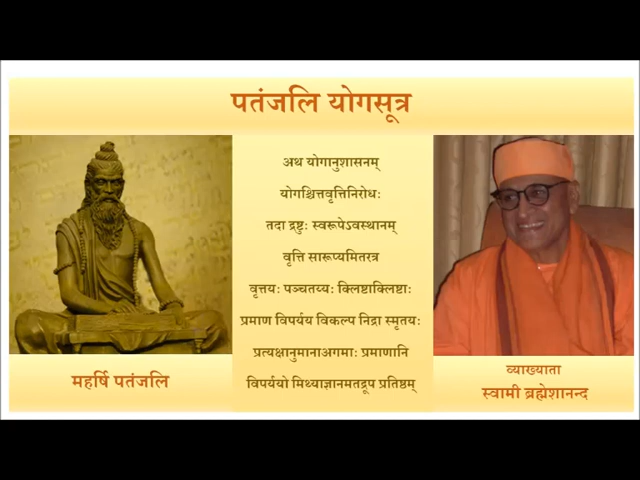 पतंजलि योगसूत्र
अथ योगानुशासनम्
योगश्चित्तवृत्तिनिरोधः
तदा द्रष्टुः स्वरूपेऽवस्थानम्
वृत्ति सारूप्यमितरत्र
वृत्तयः पञ्चतय्यः क्लिष्टाक्लिष्टाः
प्रमाण विपर्यय विकल्प निद्रा स्मृतयः
प्रत्यक्षानुमानाअगमाः प्रमाणानि
विपर्ययो मिथ्याज्ञानमतद्रूप प्रतिष्ठम्
महर्षि पतंजलि
व्याख्याता
स्वामी ब्रह्मेशानन्द